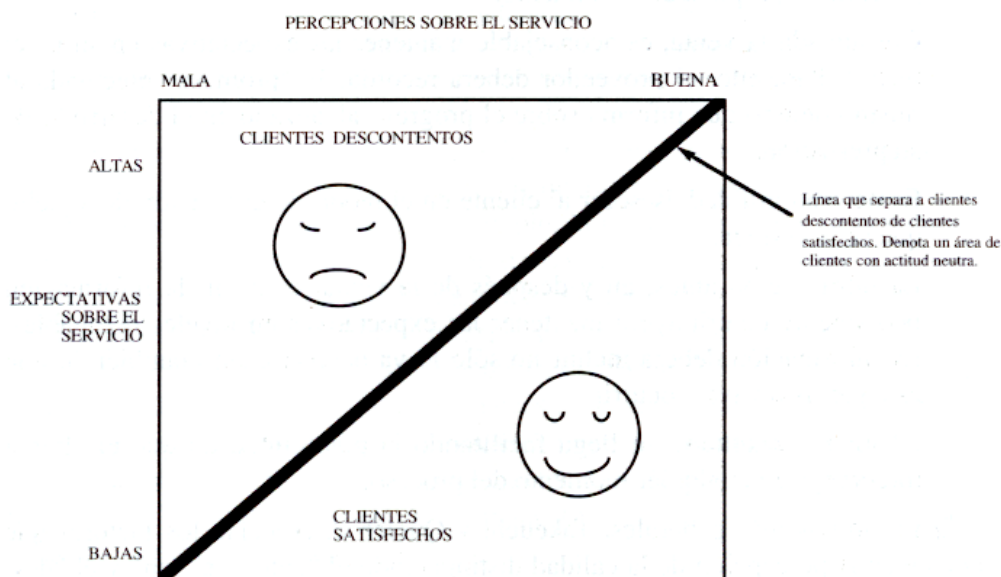 PERCEPCIONES SOBRE EL SERVICIO
MALA
BUENA
CLIENTES DESCONTENTOS
ALTAS
Línea que separa a clientes
descontentos de clientes
satisfechos. Denota un área de
clientes con actitud neutra.
EXPECTATIVAS
SOBRE EL
SERVICIO
CLIENTES
SATISFECHOS
BAJAS